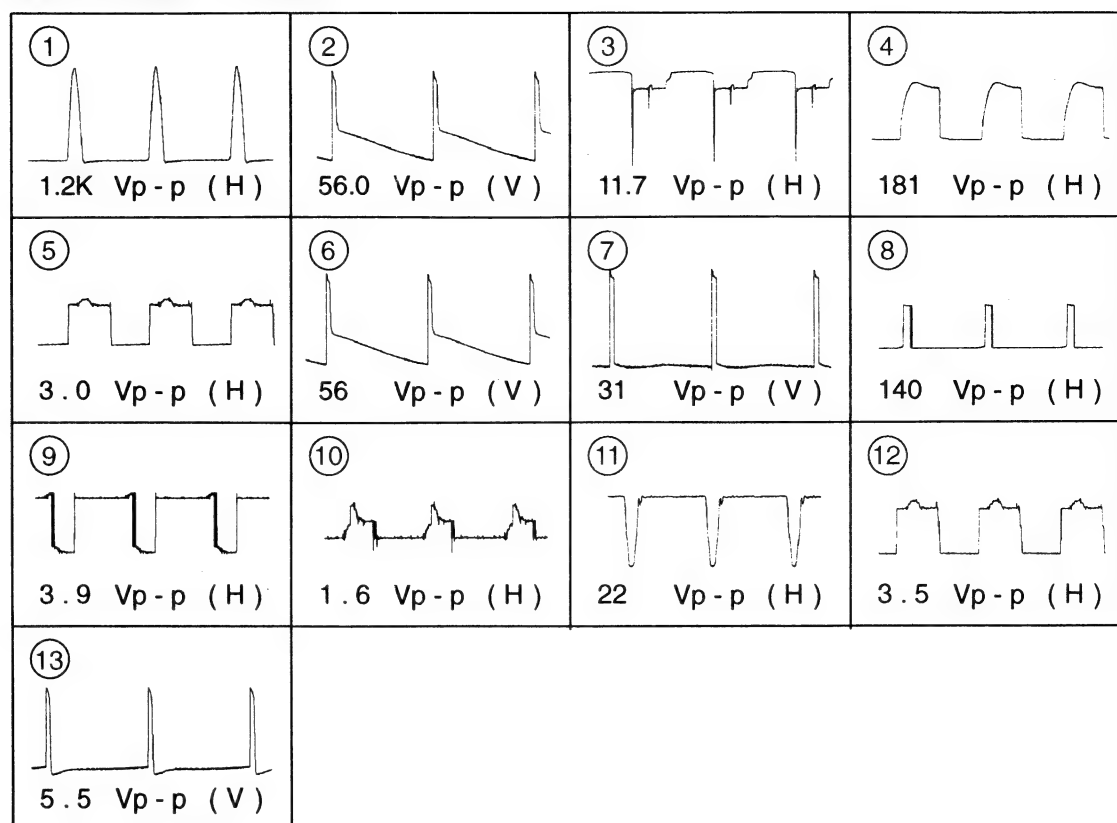 1 2 3 4
1.2K Vp-p (H) 56.0 Vp-p (V) 11.7 Vp-p (H) 181 Vp-p (H)
5 6 7 8
3.0 Vp-p (H) 56 Vp-p (V) 31 Vp-p (V) 140 Vp-p (H)
9 10 11 12
3.9 Vp-p (H) 1.6 Vp-p (H) 22 Vp-p (H) 3.5 Vp-p (H)
13
5.5 Vp-p (V)